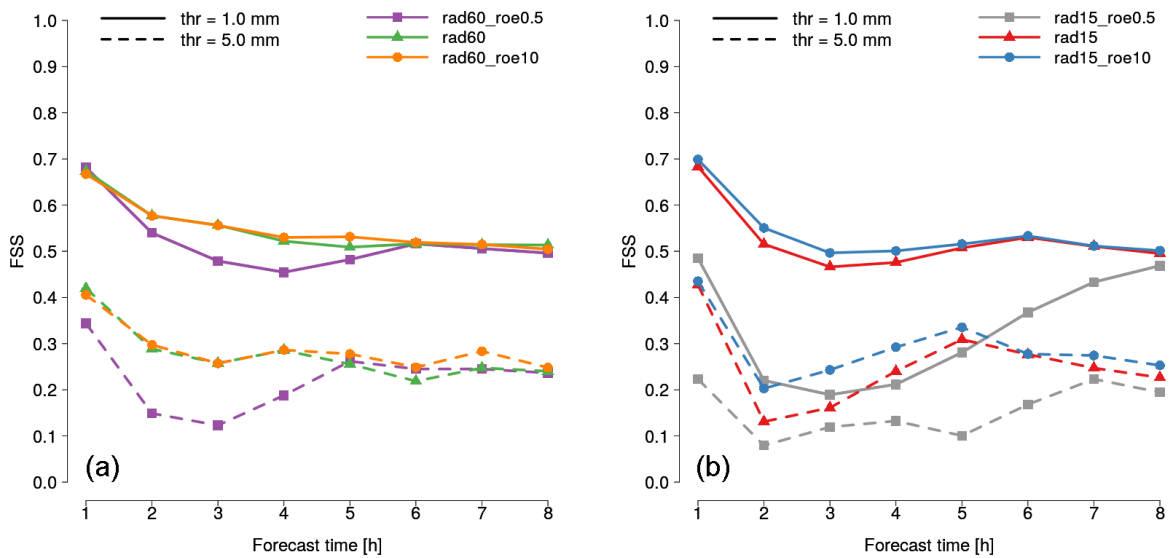 thr = 1.0 mm
thr = 5.0 mm
rad60_roe0.5
rad60
rad60_roe10
1.0
0.9
0.8
0.7
0.6
0.5
0.4
0.3
0.2
0.1
0.0
FSS
(a)
1 2 3 4 5 6 7 8
Forecast time [h]
thr = 1.0 mm
thr = 5.0 mm
rad15_roe0.5
rad15
rad15_roe10
1.0
0.9
0.8
0.7
0.6
0.5
0.4
0.3
0.2
0.1
0.0
FSS
(b)
1 2 3 4 5 6 7 8
Forecast time [h]